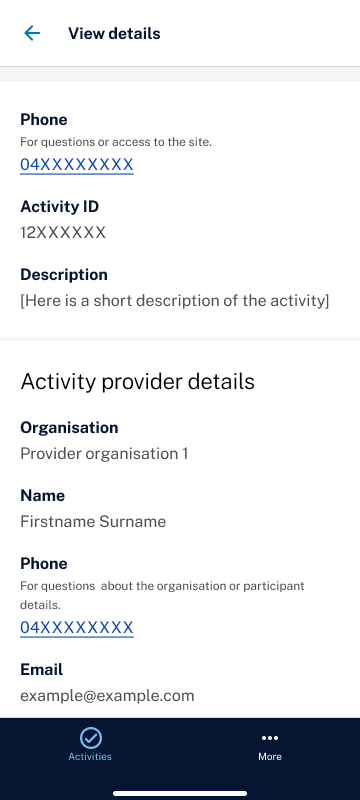 View details
Phone
For questions or access to the site.
04XXXXXXXX
Activity ID
12XXXXXX
Description
[Here is a short description of the activity]
Activity provider details
Organisation
Provider organisation 1
Name
Firstname Surname
Phone
For questions  about the organisation or participant
details.
04XXXXXXXX
Email
example@example.com
Activities
More